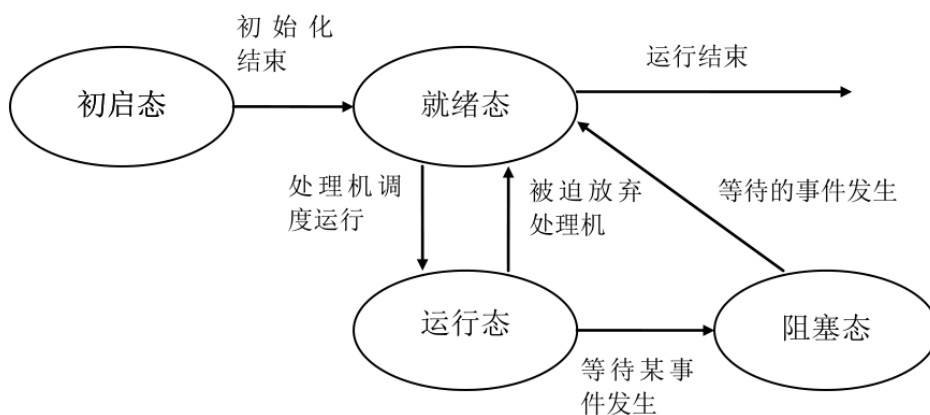 初始化
结束
运行结束
初启态
就绪态
处理机调
度运行
被迫放弃
处理机
等待的事件发生
运行态
阻塞态
等待某事
件发生